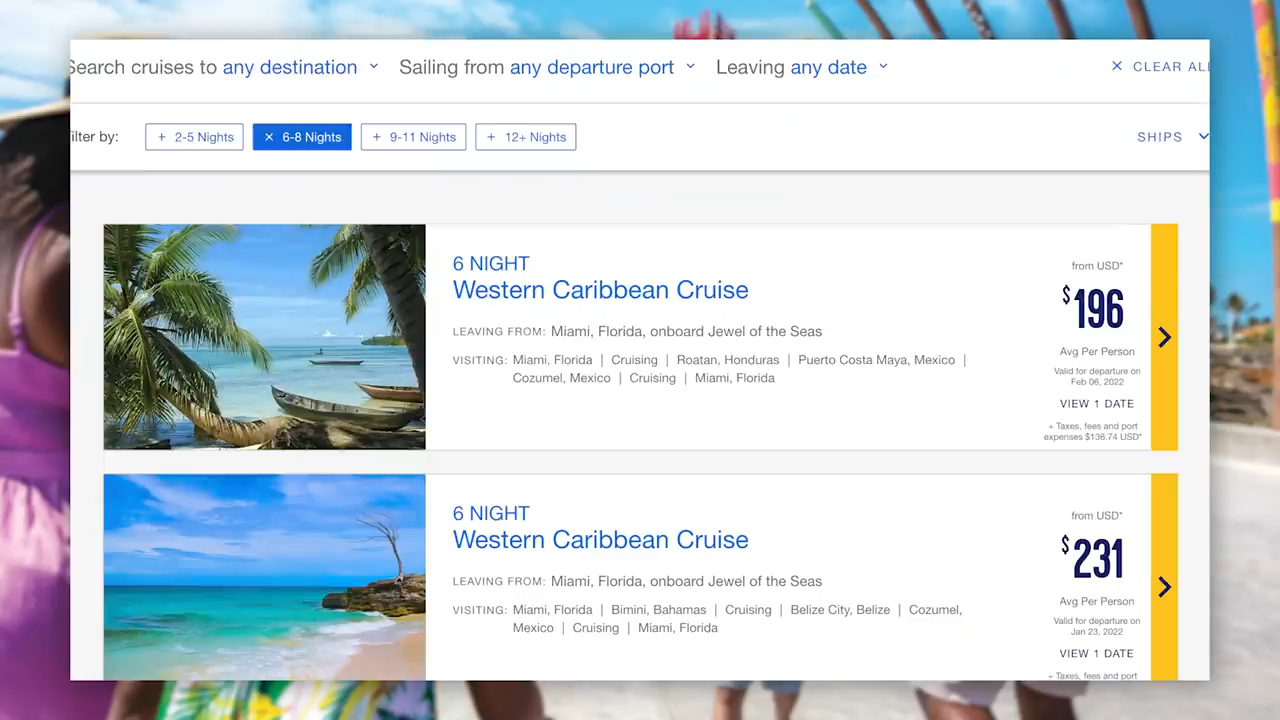 Search cruises to any destination Sailing from any departure port Leaving any date × CLEAR ALL
ilter by: + 2-5 Nights × 6-8 Nights + 9-11 Nights + 12+ Nights SHIPS
6 NIGHT
Western Caribbean Cruise
LEAVING FROM: Miami, Florida, onboard Jewel of the Seas
VISITING: Miami, Florida | Cruising | Roatan, Honduras | Puerto Costa Maya, Mexico |
Cozumel, Mexico | Cruising | Miami, Florida
from USD*
$196
Avg Per Person
Valid for departure on
Feb 06, 2022
VIEW 1 DATE
+ Taxes, fees and port
expenses $136.74 USD*
6 NIGHT
Western Caribbean Cruise
LEAVING FROM: Miami, Florida, onboard Jewel of the Seas
VISITING: Miami, Florida | Bimini, Bahamas | Cruising | Belize City, Belize | Cozumel,
Mexico | Cruising | Miami, Florida
from USD*
$231
Avg Per Person
Valid for departure on
Jan 23, 2022
VIEW 1 DATE
+ Taxes, fees and port